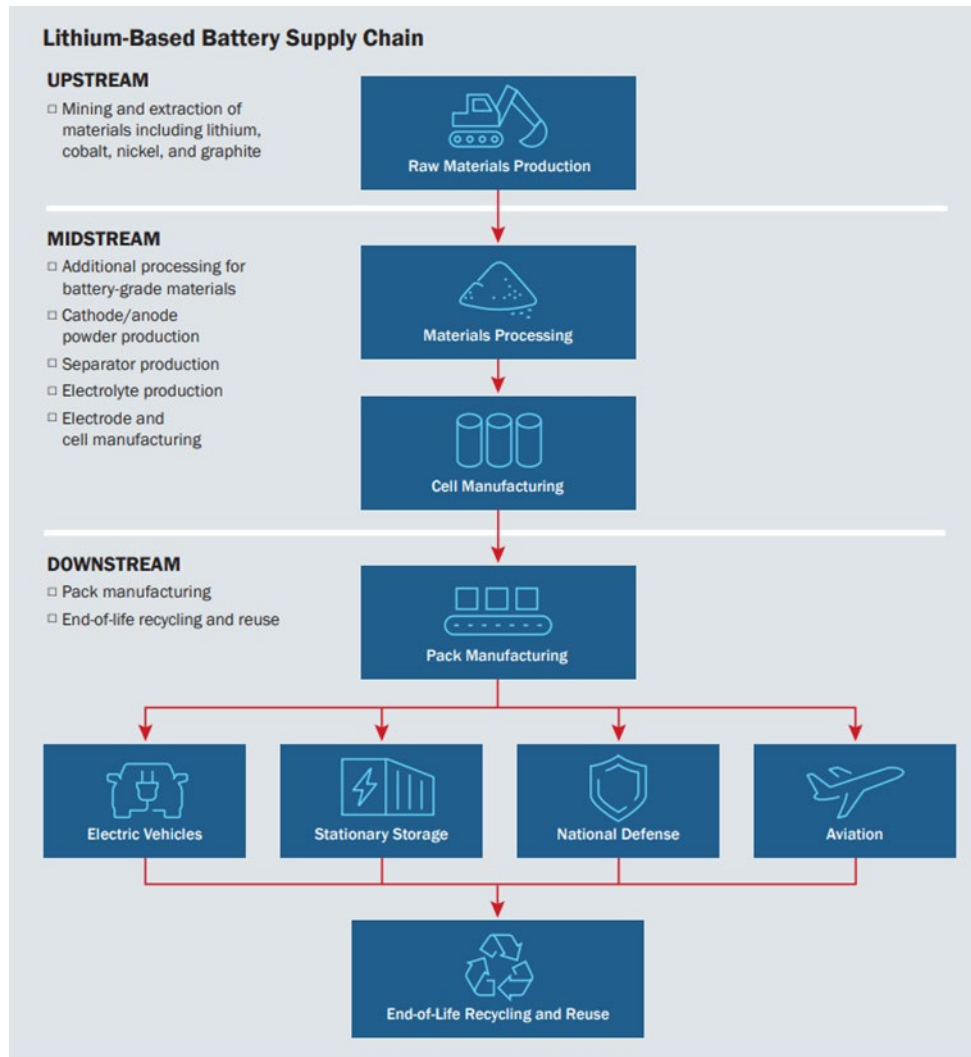 Lithium-Based Battery Supply Chain
UPSTREAM
□ Mining and extraction of
materials including lithium,
cobalt, nickel, and graphite
Raw Materials Production
MIDSTREAM
□ Additional processing for
battery-grade materials
□ Cathode/anode
powder production
□ Separator production
□ Electrolyte production
□ Electrode and
cell manufacturing
Materials Processing
Cell Manufacturing
DOWNSTREAM
□ Pack manufacturing
□ End-of-life recycling and reuse
Pack Manufacturing
Electric Vehicles
Stationary Storage
National Defense
Aviation
End-of-Life Recycling and Reuse